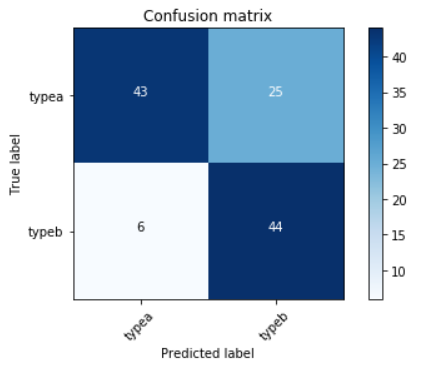 Confusion matrix
typea
43
25
40
35
30
25
20
15
10
True label
typeb
6
44
typea
typeb
Predicted label